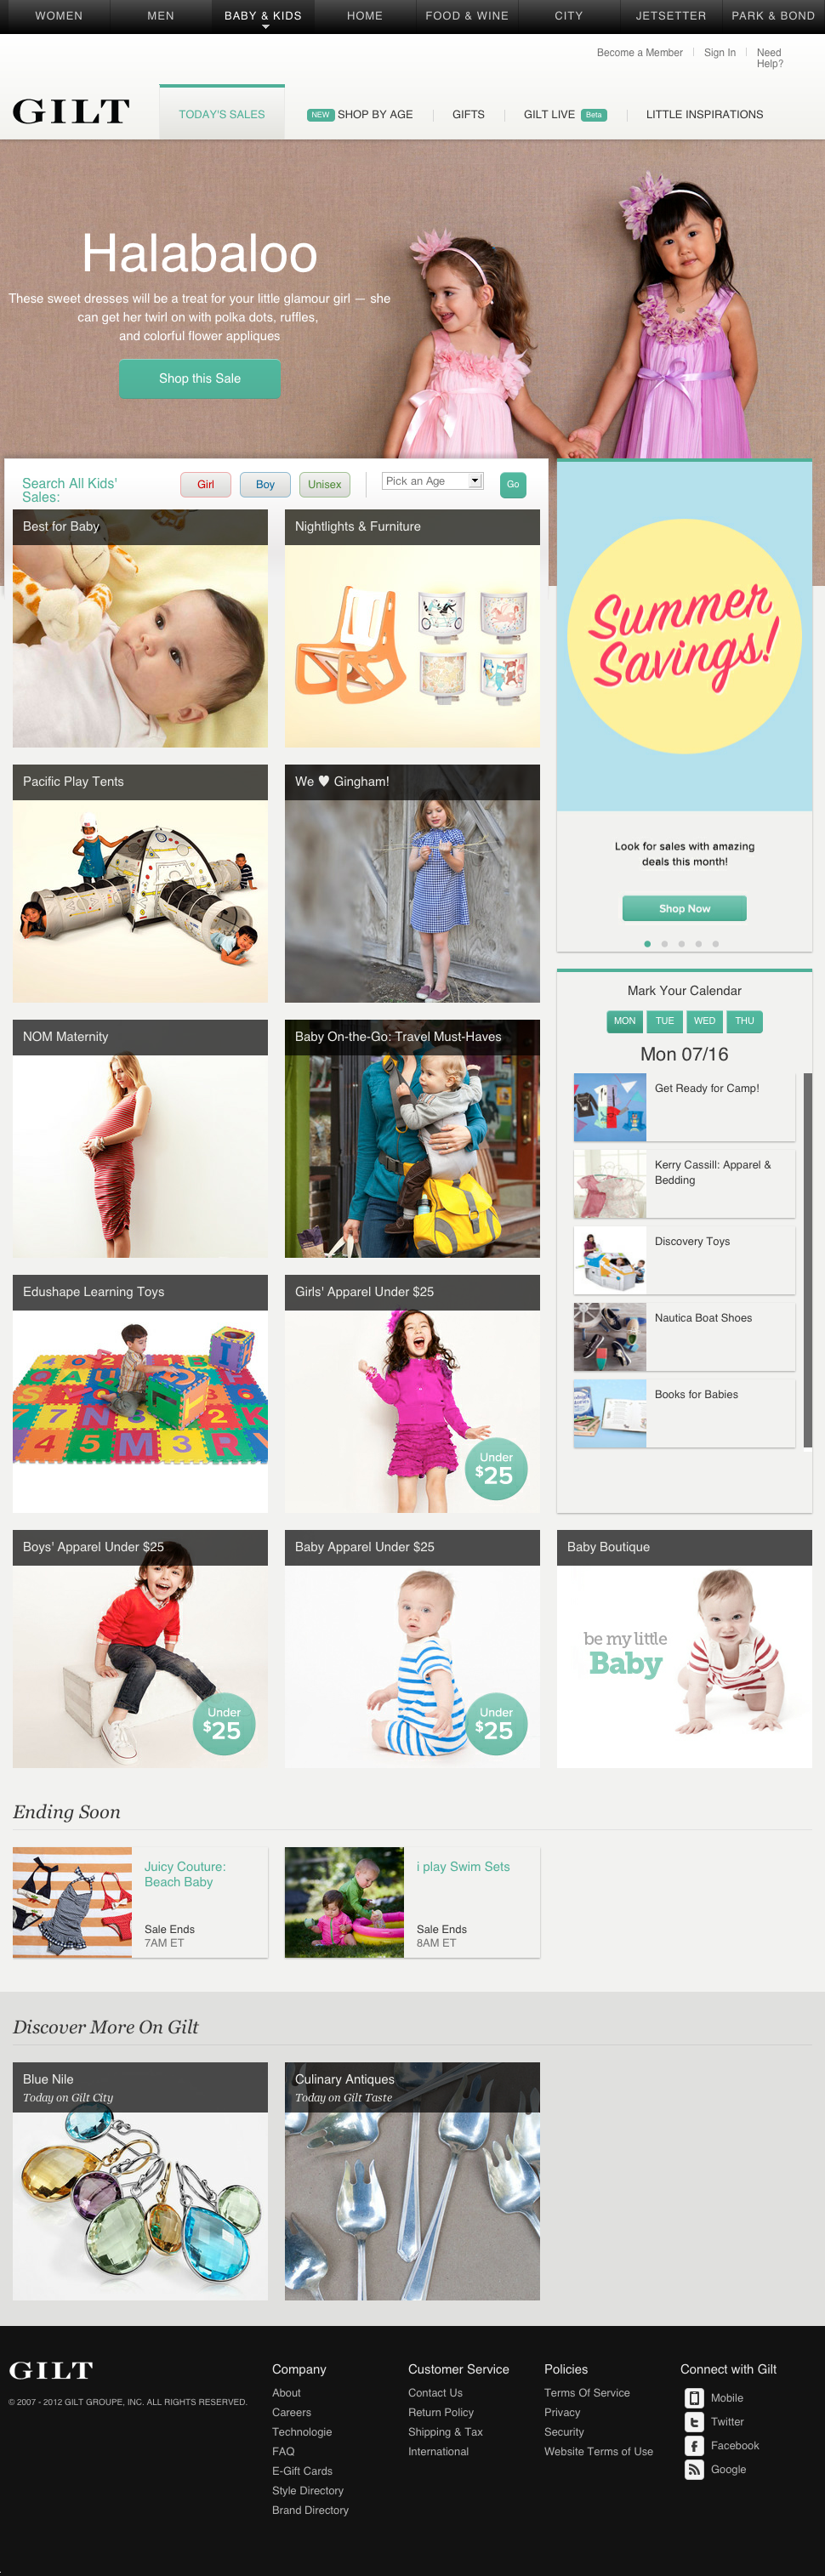 WOMEN
MEN
BABY & KIDS
HOME
FOOD & WINE
CITY
JETSETTER
PARK & BOND
Become a Member
Sign In
Need
Help?
GILT
TODAY'S SALES
NEW SHOP BY AGE
GIFTS
GILT LIVE Beta
LITTLE INSPIRATIONS
Halabaloo
These sweet dresses will be a treat for your little glamour girl — she
can get her twirl on with polka dots, ruffles,
and colorful flower appliques
Shop this Sale
Search All Kids'
Sales:
Girl
Boy
Unisex
Pick an Age
Go
Best for Baby
Nightlights & Furniture
Summer
Savings!
Look for sales with amazing
deals this month!
Shop Now
Pacific Play Tents
We ♥ Gingham!
NOM Maternity
Baby On-the-Go: Travel Must-Haves
Mark Your Calendar
MON
TUE
WED
THU
Mon 07/16
Get Ready for Camp!
Kerry Cassill: Apparel &
Bedding
Discovery Toys
Nautica Boat Shoes
Books for Babies
Edushape Learning Toys
Girls' Apparel Under $25
Under
$25
Boys' Apparel Under $25
Under
$25
Baby Apparel Under $25
Under
$25
Baby Boutique
be my little
Baby
Ending Soon
Juicy Couture:
Beach Baby
Sale Ends
7AM ET
i play Swim Sets
Sale Ends
8AM ET
Discover More On Gilt
Blue Nile
Today on Gilt City
Culinary Antiques
Today on Gilt Taste
GILT
© 2007 - 2012 GILT GROUPE, INC. ALL RIGHTS RESERVED.
Company
About
Careers
Technologie
FAQ
E-Gift Cards
Style Directory
Brand Directory
Customer Service
Contact Us
Return Policy
Shipping & Tax
International
Policies
Terms Of Service
Privacy
Security
Website Terms of Use
Connect with Gilt
Mobile
Twitter
Facebook
Google